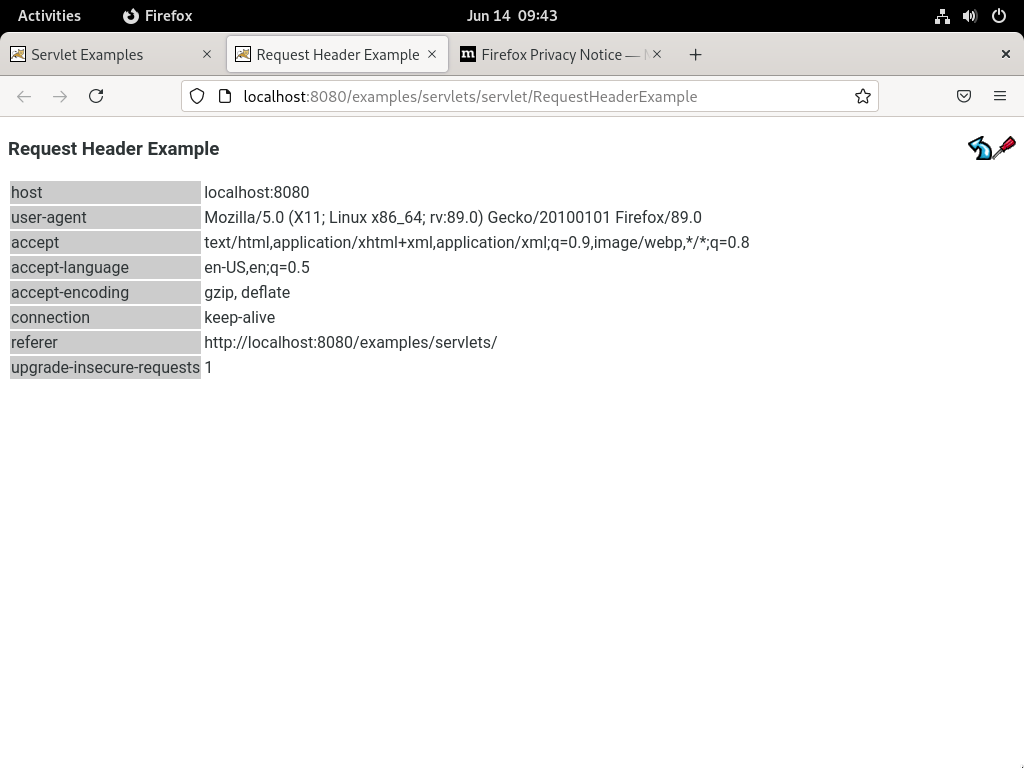 Activities Firefox Jun 14 09:43
Servlet Examples Request Header Example Firefox Privacy Notice —
localhost:8080/examples/servlets/servlet/RequestHeaderExample
Request Header Example
host localhost:8080
user-agent Mozilla/5.0 (X11; Linux x86_64; rv:89.0) Gecko/20100101 Firefox/89.0
accept text/html,application/xhtml+xml,application/xml;q=0.9,image/webp,*/*;q=0.8
accept-language en-US,en;q=0.5
accept-encoding gzip, deflate
connection keep-alive
referer http://localhost:8080/examples/servlets/
upgrade-insecure-requests 1